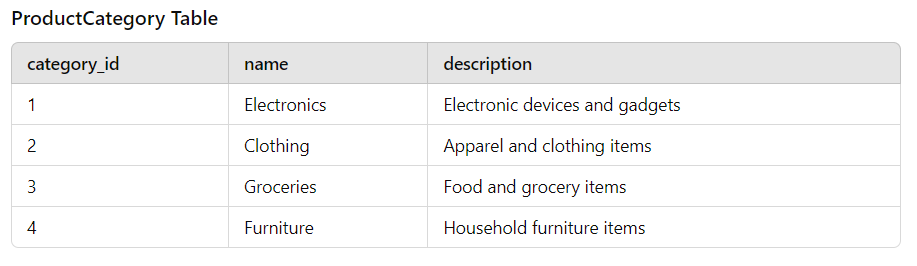 ProductCategory Table
category_id name description
1 Electronics Electronic devices and gadgets
2 Clothing Apparel and clothing items
3 Groceries Food and grocery items
4 Furniture Household furniture items